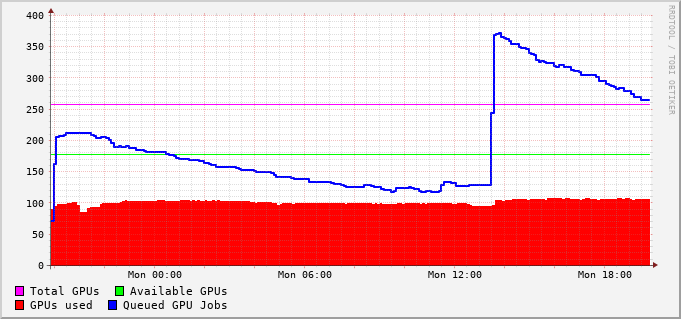 400
350
300
250
200
150
100
50
0
Mon 00:00 Mon 06:00 Mon 12:00 Mon 18:00
Total GPUs Available GPUs
GPUs used Queued GPU Jobs
RRDTOOL / TOBI OETIKER